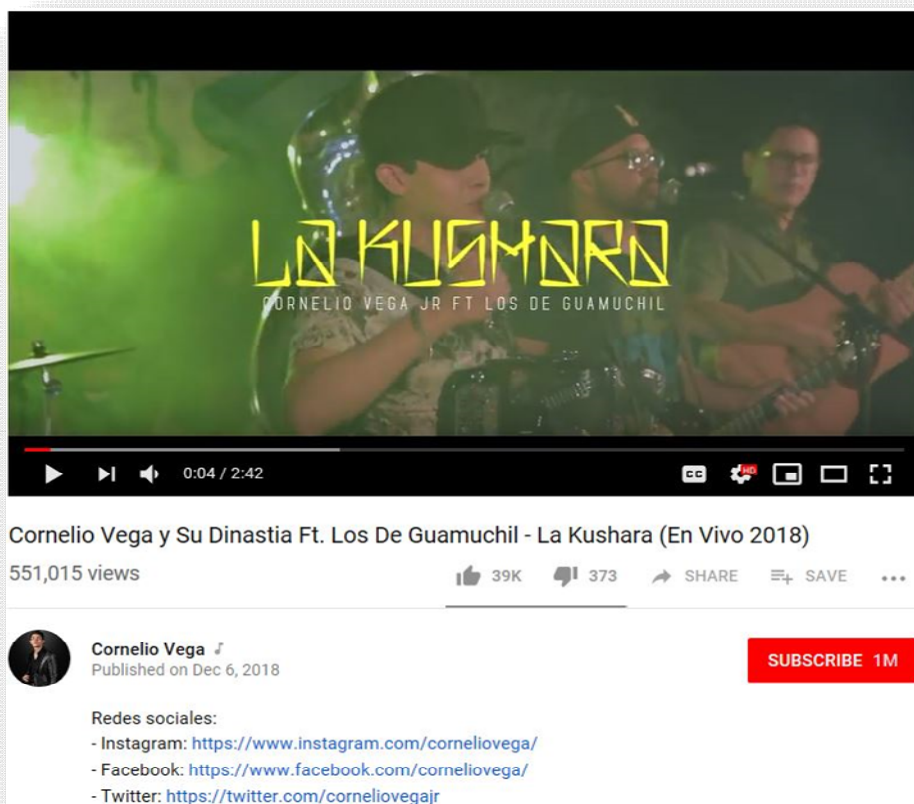 LA KUSHARA
CORNELIO VEGA JR FT LOS DE GUAMUCHIL
0:04 / 2:42
CC
HD
Cornelio Vega y Su Dinastia Ft. Los De Guamuchil - La Kushara (En Vivo 2018)
551,015 views
39K 373 SHARE SAVE
Cornelio Vega
Published on Dec 6, 2018
SUBSCRIBE 1M
Redes sociales:
- Instagram: https://www.instagram.com/corneliovega/
- Facebook: https://www.facebook.com/corneliovega/
- Twitter: https://twitter.com/corneliovegajr